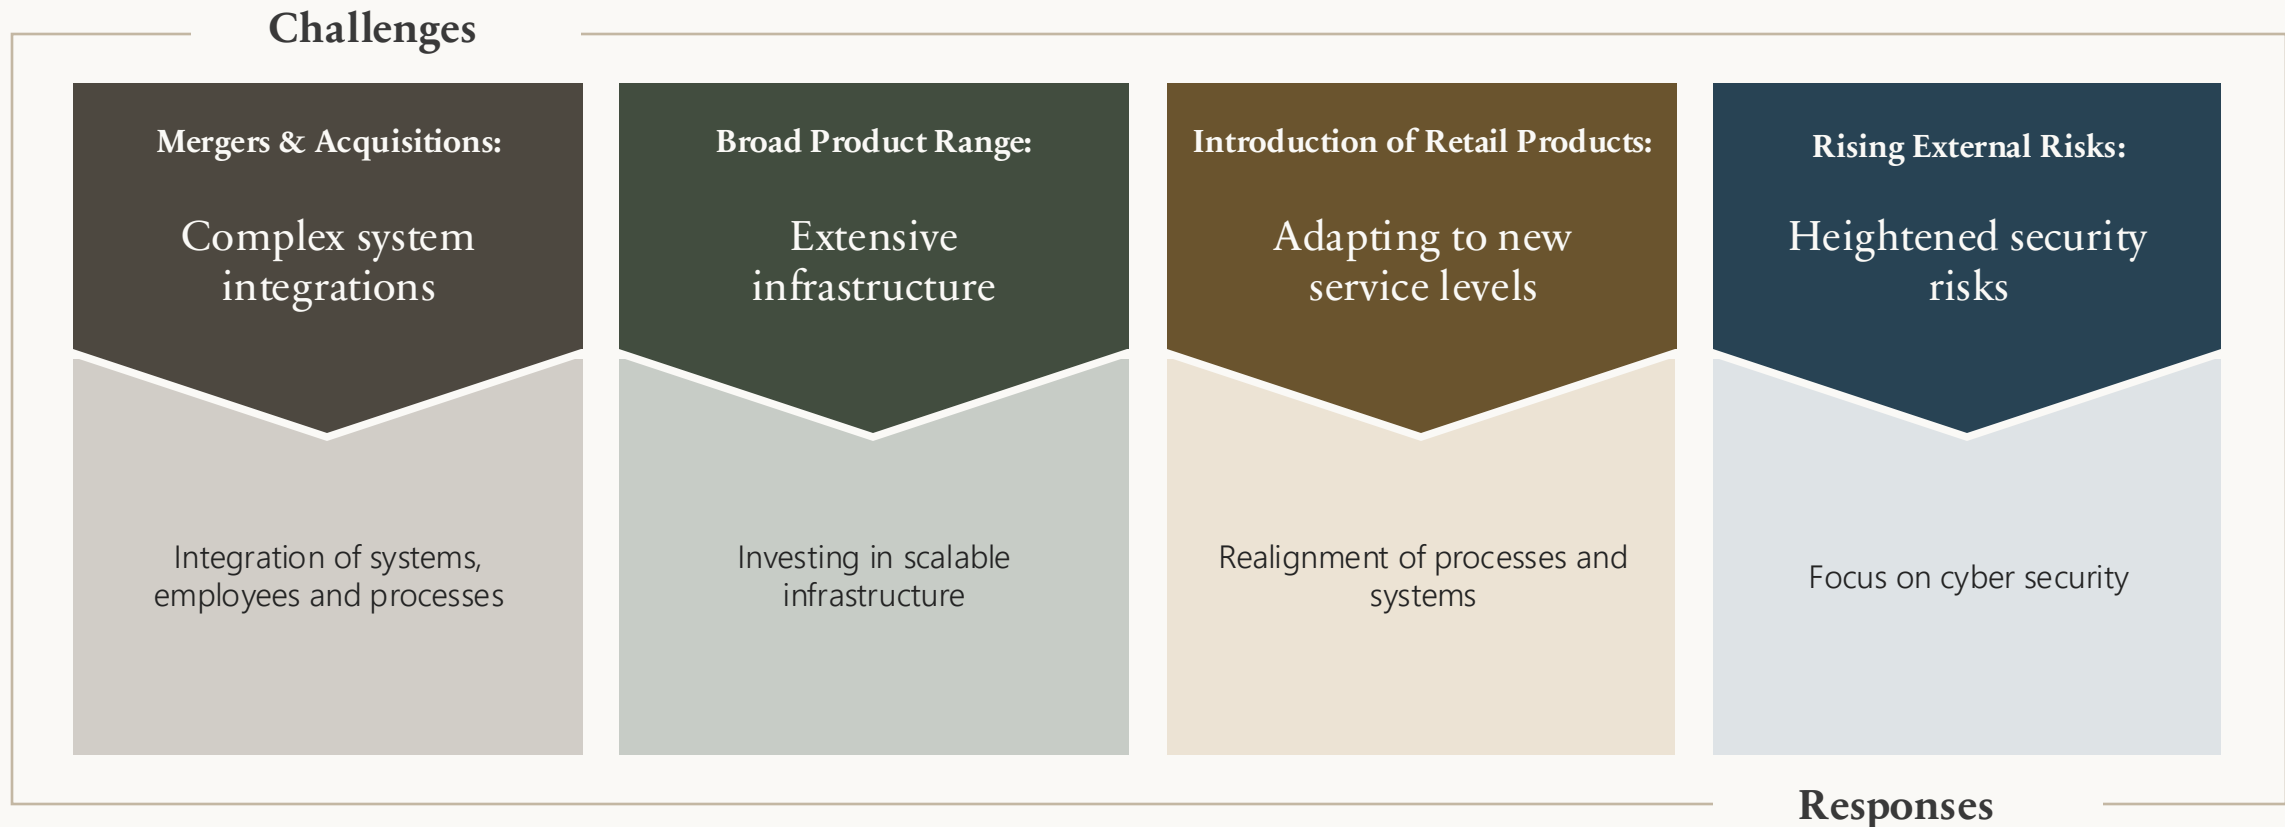 Challenges
Mergers & Acquisitions:
Complex system
integrations
Integration of systems,
employees and processes
Broad Product Range:
Extensive
infrastructure
Investing in scalable
infrastructure
Introduction of Retail Products:
Adapting to new
service levels
Realignment of processes and
systems
Rising External Risks:
Heightened security
risks
Focus on cyber security
Responses